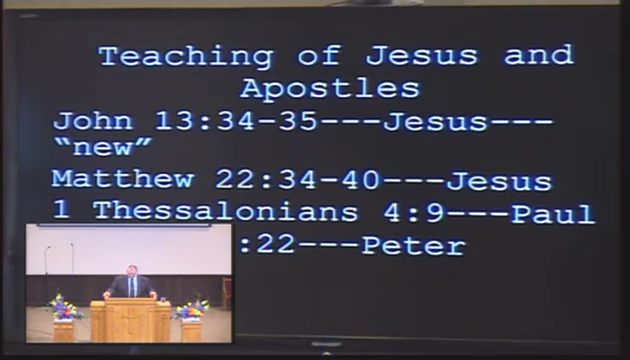 Teaching of Jesus and
Apostles
John 13:34-35---Jesus---
“new”
Matthew 22:34-40---Jesus
1 Thessalonians 4:9---Paul
:22---Peter